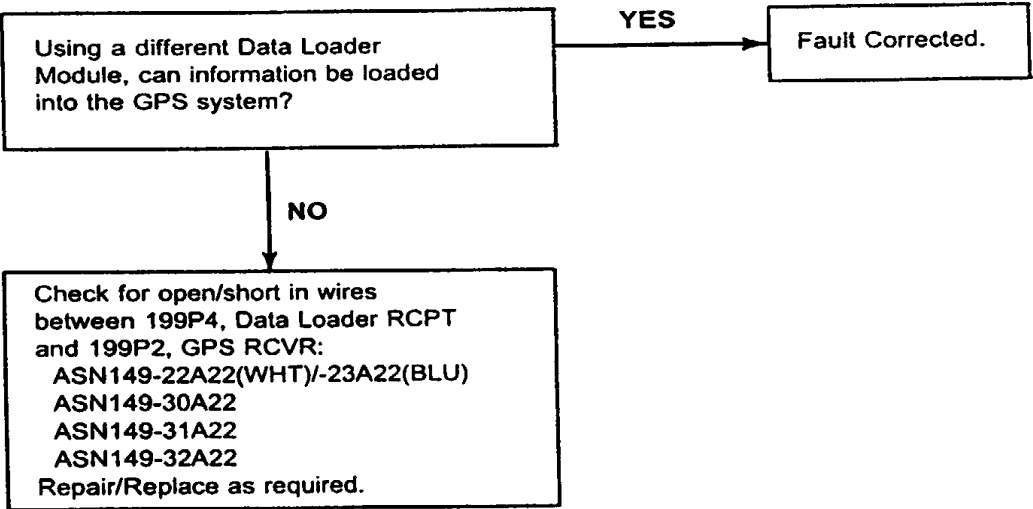 Using a different Data Loader
Module, can information be loaded
into the GPS system?
YES
Fault Corrected.
NO
Check for open/short in wires
between 199P4, Data Loader RCPT
and 199P2, GPS RCVR:
ASN149-22A22(WHT)/-23A22(BLU)
ASN149-30A22
ASN149-31A22
ASN149-32A22
Repair/Replace as required.